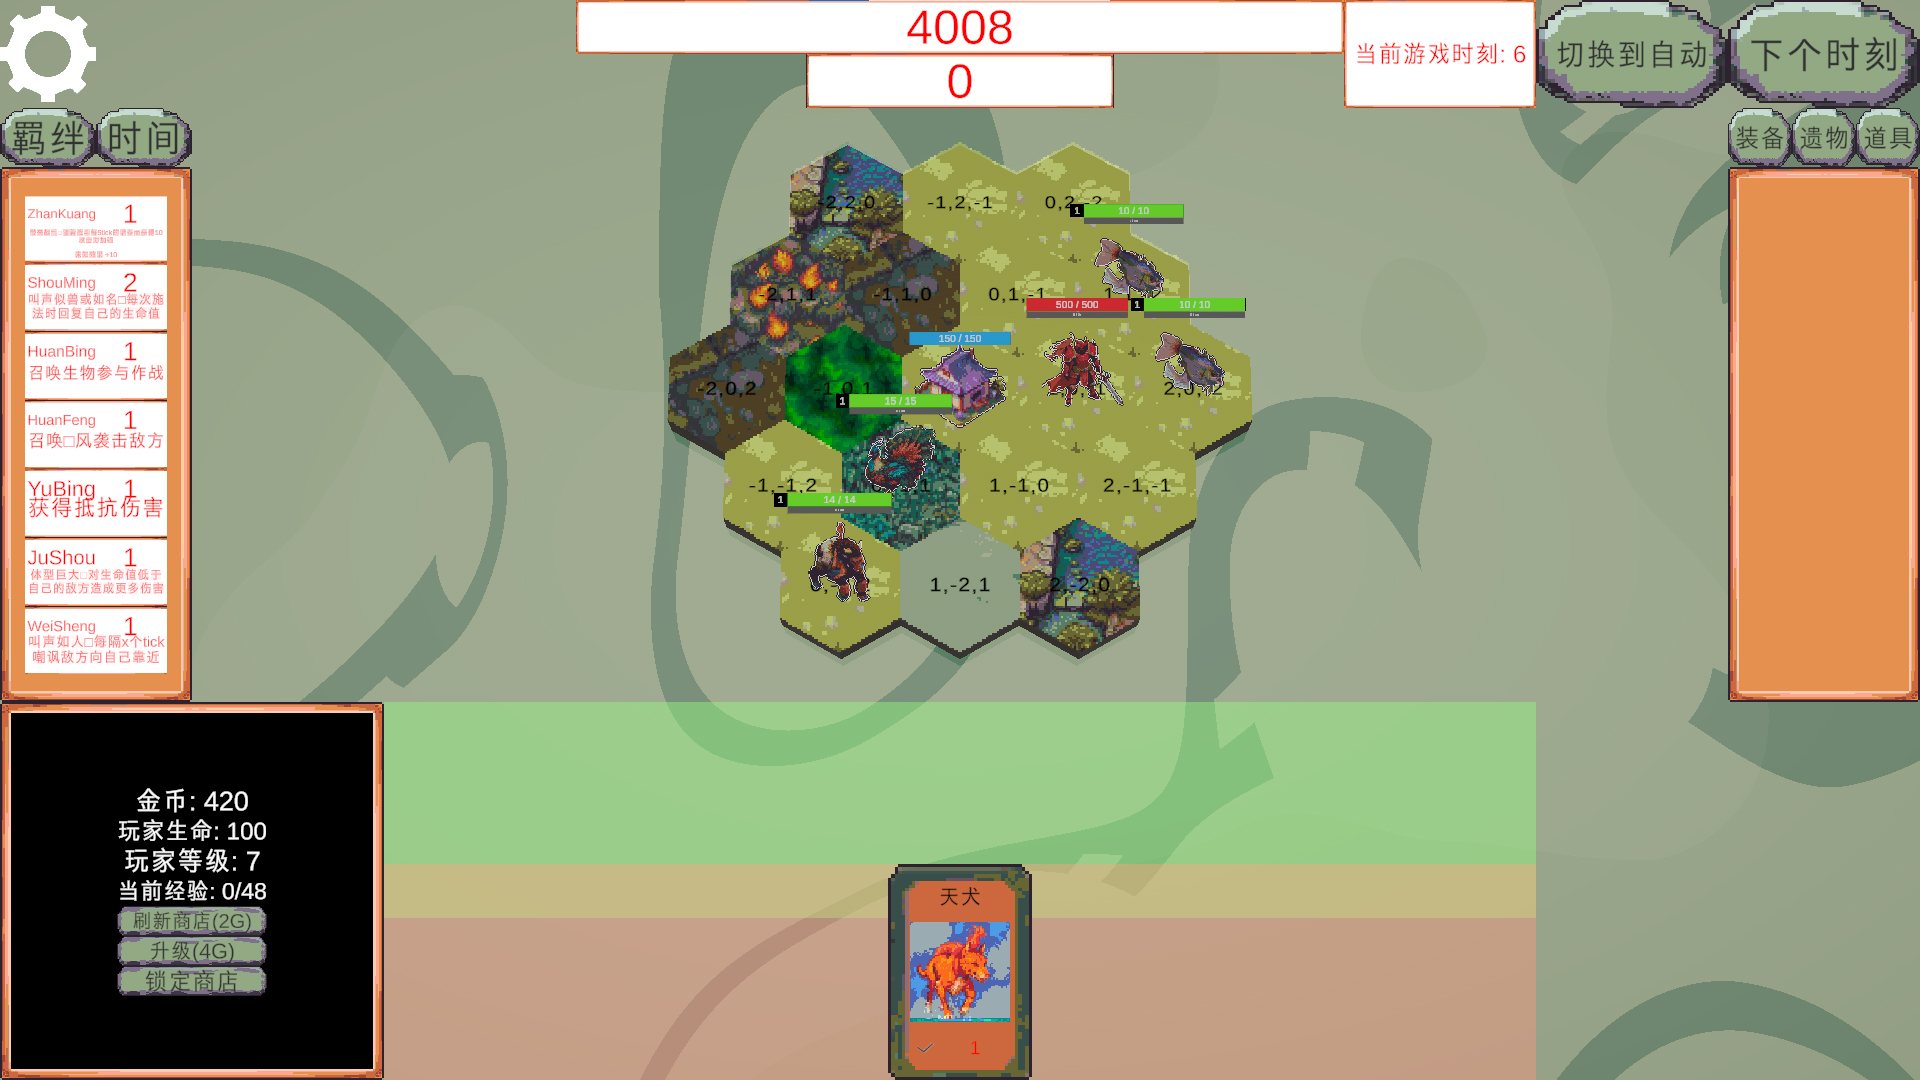 4008
0
当前游戏时刻: 6
切换到自动
下个时刻
羁绊
时间
装备
遗物
道具
ZhanKuang 1
ShouMing 2
叫声似兽或如名□每次施
法时回复自己的生命值
HuanBing 1
召唤生物参与作战
HuanFeng 1
召唤□风袭击敌方
YuBing 1
获得抵抗伤害
JuShou 1
体型巨大□对生命值低于
自己的敌方造成更多伤害
WeiSheng 1
叫声如人□每隔x个tick
嘲讽敌方向自己靠近
-2,2,0
-1,2,-1
0,2,-2
1 10 / 10
-2,1,1
-1,1,0
0,1,-1
500 / 500
1 10 / 10
150 / 150
-2,0,2
-1,0,1
1 15 / 15
-1,-1,2
1,-1,0
2,-1,-1
1 14 / 14
1,-2,1
2,-2,0
金币: 420
玩家生命: 100
玩家等级: 7
当前经验: 0/48
刷新商店(2G)
升级(4G)
锁定商店
天犬
1